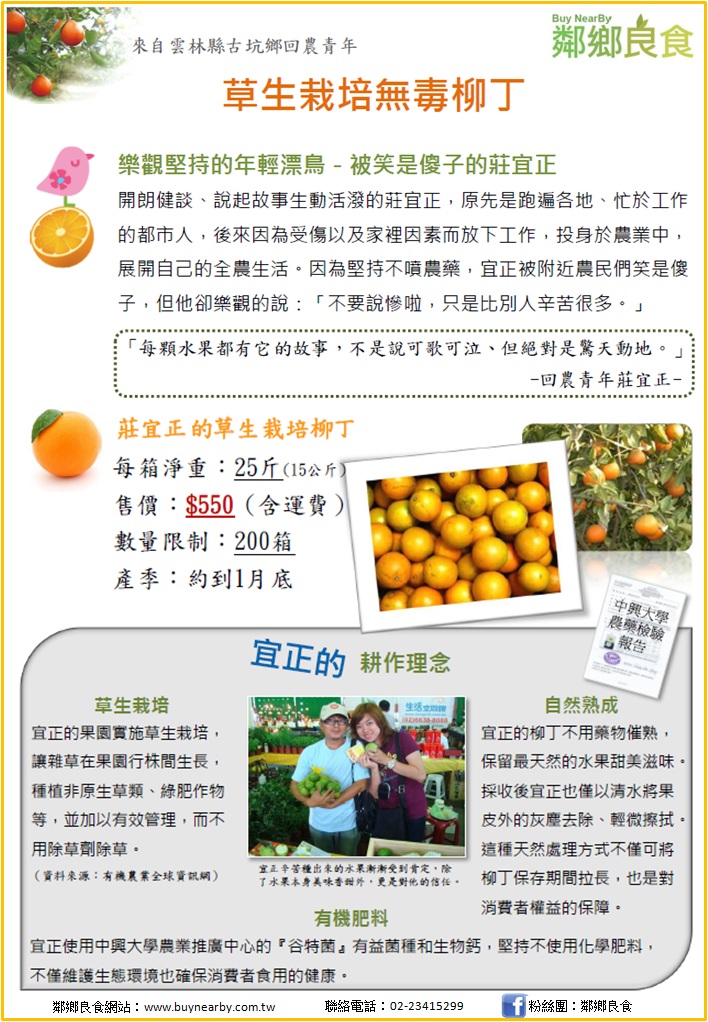 來自雲林縣古坑鄉回農青年
Buy NearBy
鄰鄉良食
草生栽培無毒柳丁
樂觀堅持的年輕漂鳥－被笑是傻子的莊宜正
開朗健談、說起故事生動活潑的莊宜正，原先是跑遍各地、忙於工作
的都市人，後來因為受傷以及家裡因素而放下工作，投身於農業中，
展開自己的全農生活。因為堅持不噴農藥，宜正被附近農民們笑是傻
子，但他卻樂觀的說：「不要說慘啦，只是比別人辛苦很多。」
「每顆水果都有它的故事，不是說可歌可泣、但絕對是驚天動地。」
-回農青年莊宜正-
莊宜正的草生栽培柳丁
每箱淨重：25斤(15公斤)
售價：$550（含運費）
數量限制：200箱
產季：約到1月底
中興大學
農藥檢驗
報告
宜正的 耕作理念
草生栽培
宜正的果園實施草生栽培，
讓雜草在果園行株間生長，
種植非原生草類、綠肥作物
等，並加以有效管理，而不
用除草劑除草。
（資料來源：有機農業全球資訊網）
生活空間網
(02)6638-8088
宜正辛苦種出來的水果漸漸受到肯定，除
了水果本身美味香甜外，更是對他的信任。
自然熟成
宜正的柳丁不用藥物催熟，
保留最天然的水果甜美滋味。
採收後宜正也僅以清水將果
皮外的灰塵去除、輕微擦拭。
這種天然處理方式不僅可將
柳丁保存期間拉長，也是對
消費者權益的保障。
有機肥料
宜正使用中興大學農業推廣中心的『谷特菌』有益菌種和生物鈣，堅持不使用化學肥料，
不僅維護生態環境也確保消費者食用的健康。
鄰鄉良食網站：www.buynearby.com.tw
聯絡電話：02-23415299
f 粉絲團：鄰鄉良食